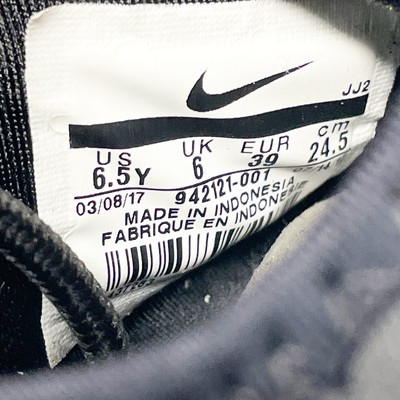 JJ2
US UK EUR C 177
6.5Y 6 39 24.5
03/08/17
942121-001
MADE IN INDONESIA
FABRIQUE EN INDONESIE